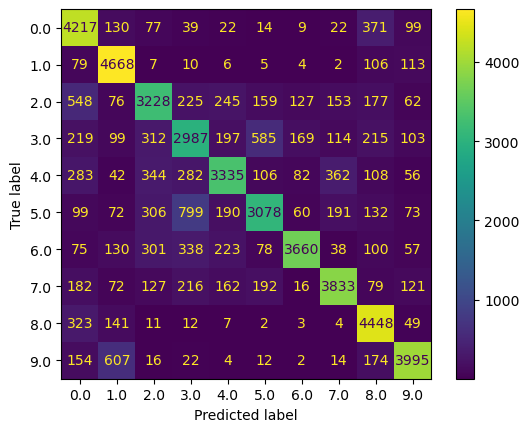 0.0 4217 130 77 39 22 14 9 22 371 99
1.0 79 4668 7 10 6 5 4 2 106 113
2.0 548 76 3228 225 245 159 127 153 177 62
3.0 219 99 312 2987 197 585 169 114 215 103
4.0 283 42 344 282 3335 106 82 362 108 56
5.0 99 72 306 799 190 3078 60 191 132 73
6.0 75 130 301 338 223 78 3660 38 100 57
7.0 182 72 127 216 162 192 16 3833 79 121
8.0 323 141 11 12 7 2 3 4 4448 49
9.0 154 607 16 22 4 12 2 14 174 3995
0.0 1.0 2.0 3.0 4.0 5.0 6.0 7.0 8.0 9.0
Predicted label
True label
4000
3000
2000
1000